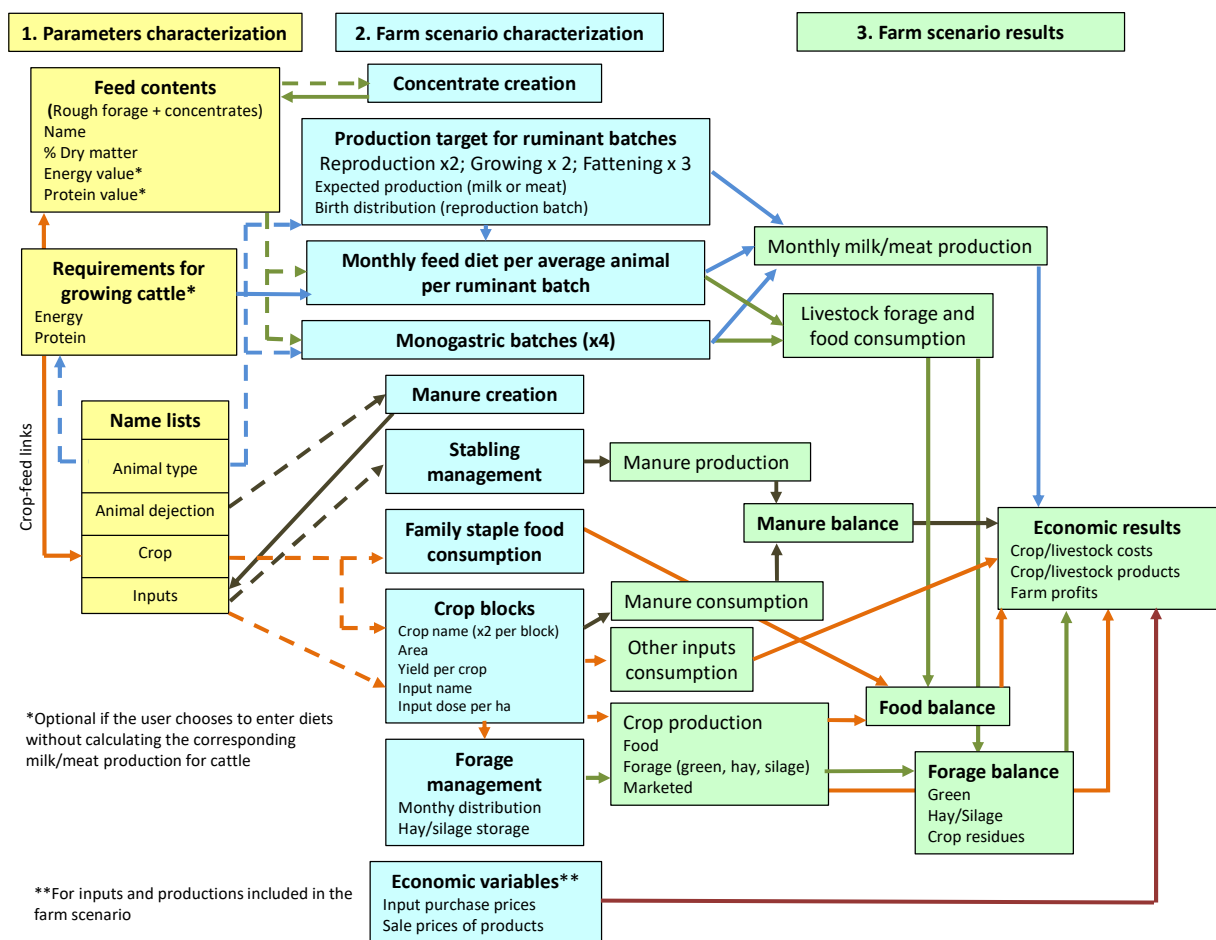 1. Parameters characterization
2. Farm scenario characterization
3. Farm scenario results
Feed contents
(Rough forage + concentrates)
Name
% Dry matter
Energy value*
Protein value*
Concentrate creation
Production target for ruminant batches
Reproduction x2; Growing x 2; Fattening x 3
Expected production (milk or meat)
Birth distribution (reproduction batch)
Monthly milk/meat production
Requirements for
growing cattle*
Energy
Protein
Monthly feed diet per average animal
per ruminant batch
Livestock forage and
food consumption
Monogastric batches (x4)
Crop-feed links
Name lists
Animal type
Animal dejection
Crop
Inputs
Manure creation
Stabling
management
Manure production
Manure balance
Family staple food
consumption
Economic results
Crop/livestock costs
Crop/livestock products
Farm profits
Crop blocks
Crop name (x2 per block)
Area
Yield per crop
Input name
Input dose per ha
Manure consumption
Other inputs
consumption
Food balance
*Optional if the user chooses to enter diets
without calculating the corresponding
milk/meat production for cattle
Forage
management
Monthy distribution
Hay/silage storage
Crop production
Food
Forage (green, hay, silage)
Marketed
Forage balance
Green
Hay/Silage
Crop residues
**For inputs and productions included in the
farm scenario
Economic variables**
Input purchase prices
Sale prices of products